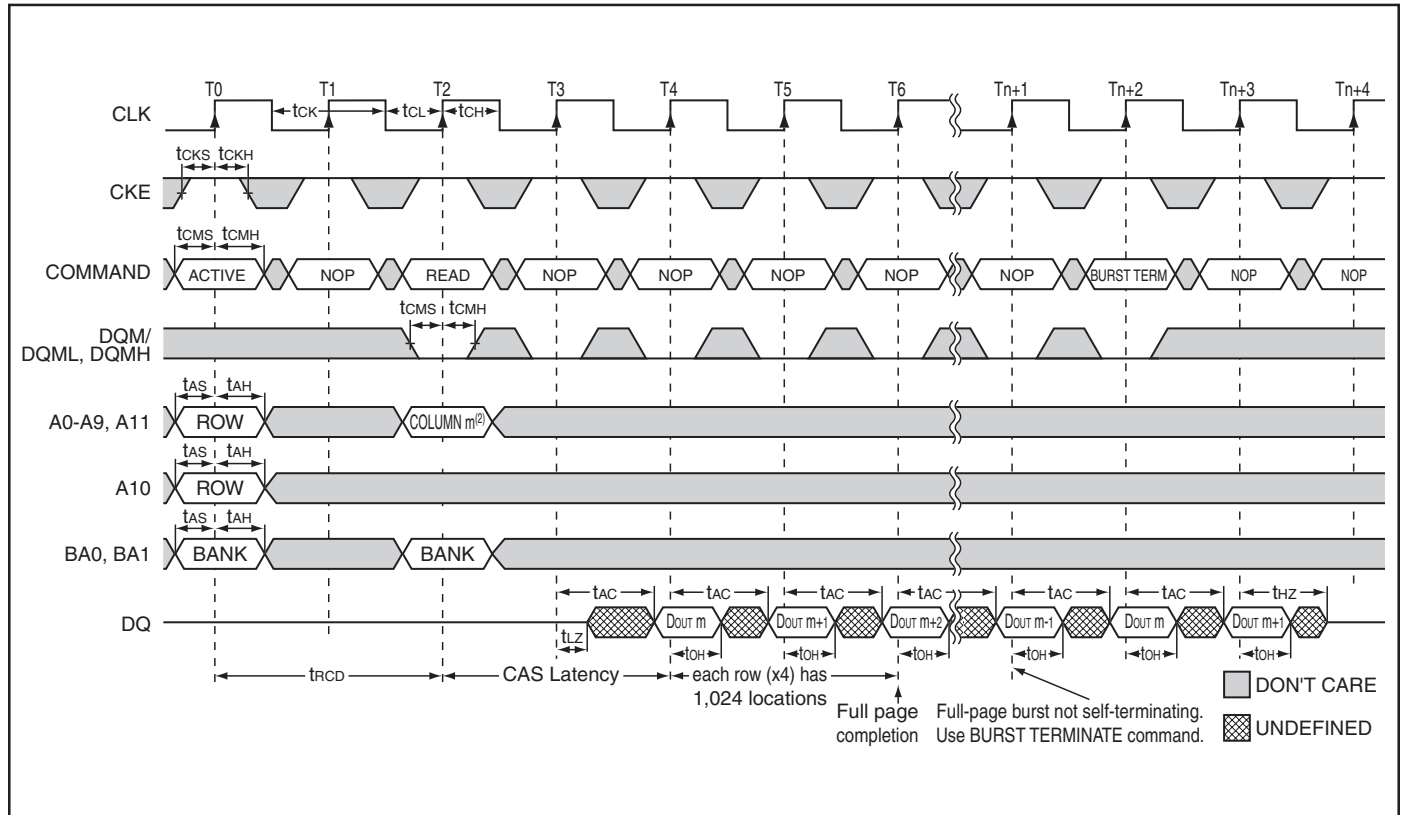 T0 T1 T2 T3 T4 T5 T6 Tn+1 Tn+2 Tn+3 Tn+4
CLK
tCK tCL tCH
tCKS tCKH
CKE
tCMS tCMH
COMMAND ACTIVE NOP READ NOP NOP NOP NOP NOP BURST TERM NOP NOP
tCMS tCMH
DQM/
DQML, DQMH
tAS tAH
A0-A9, A11 ROW COLUMN m(2)
tAS tAH
A10 ROW
tAS tAH
BA0, BA1 BANK BANK
tAC tAC tAC tAC tAC tAC tHZ
DQ DOUT m DOUT m+1 DOUT m+2 DOUT m-1 DOUT m DOUT m+1
tLZ tOH tOH tOH tOH tOH tOH
tRCD CAS Latency each row (x4) has
1,024 locations
Full page
completion
Full-page burst not self-terminating.
Use BURST TERMINATE command.
DON'T CARE
UNDEFINED